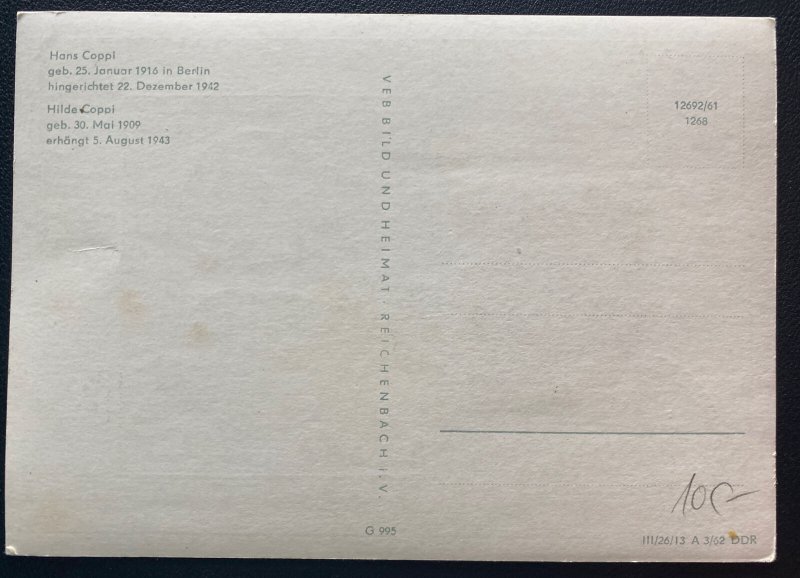 Hans Coppi
geb. 25. Januar 1916 in Berlin
hingerichtet 22. Dezember 1942
Hilde Coppi
geb. 30. Mai 1909
erhängt 5. August 1943
VEB BILD UND HEIMAT · REICHENBACH i. V.
12692/61
1268
10,-
G 995
III/26/13 A 3/62 DDR